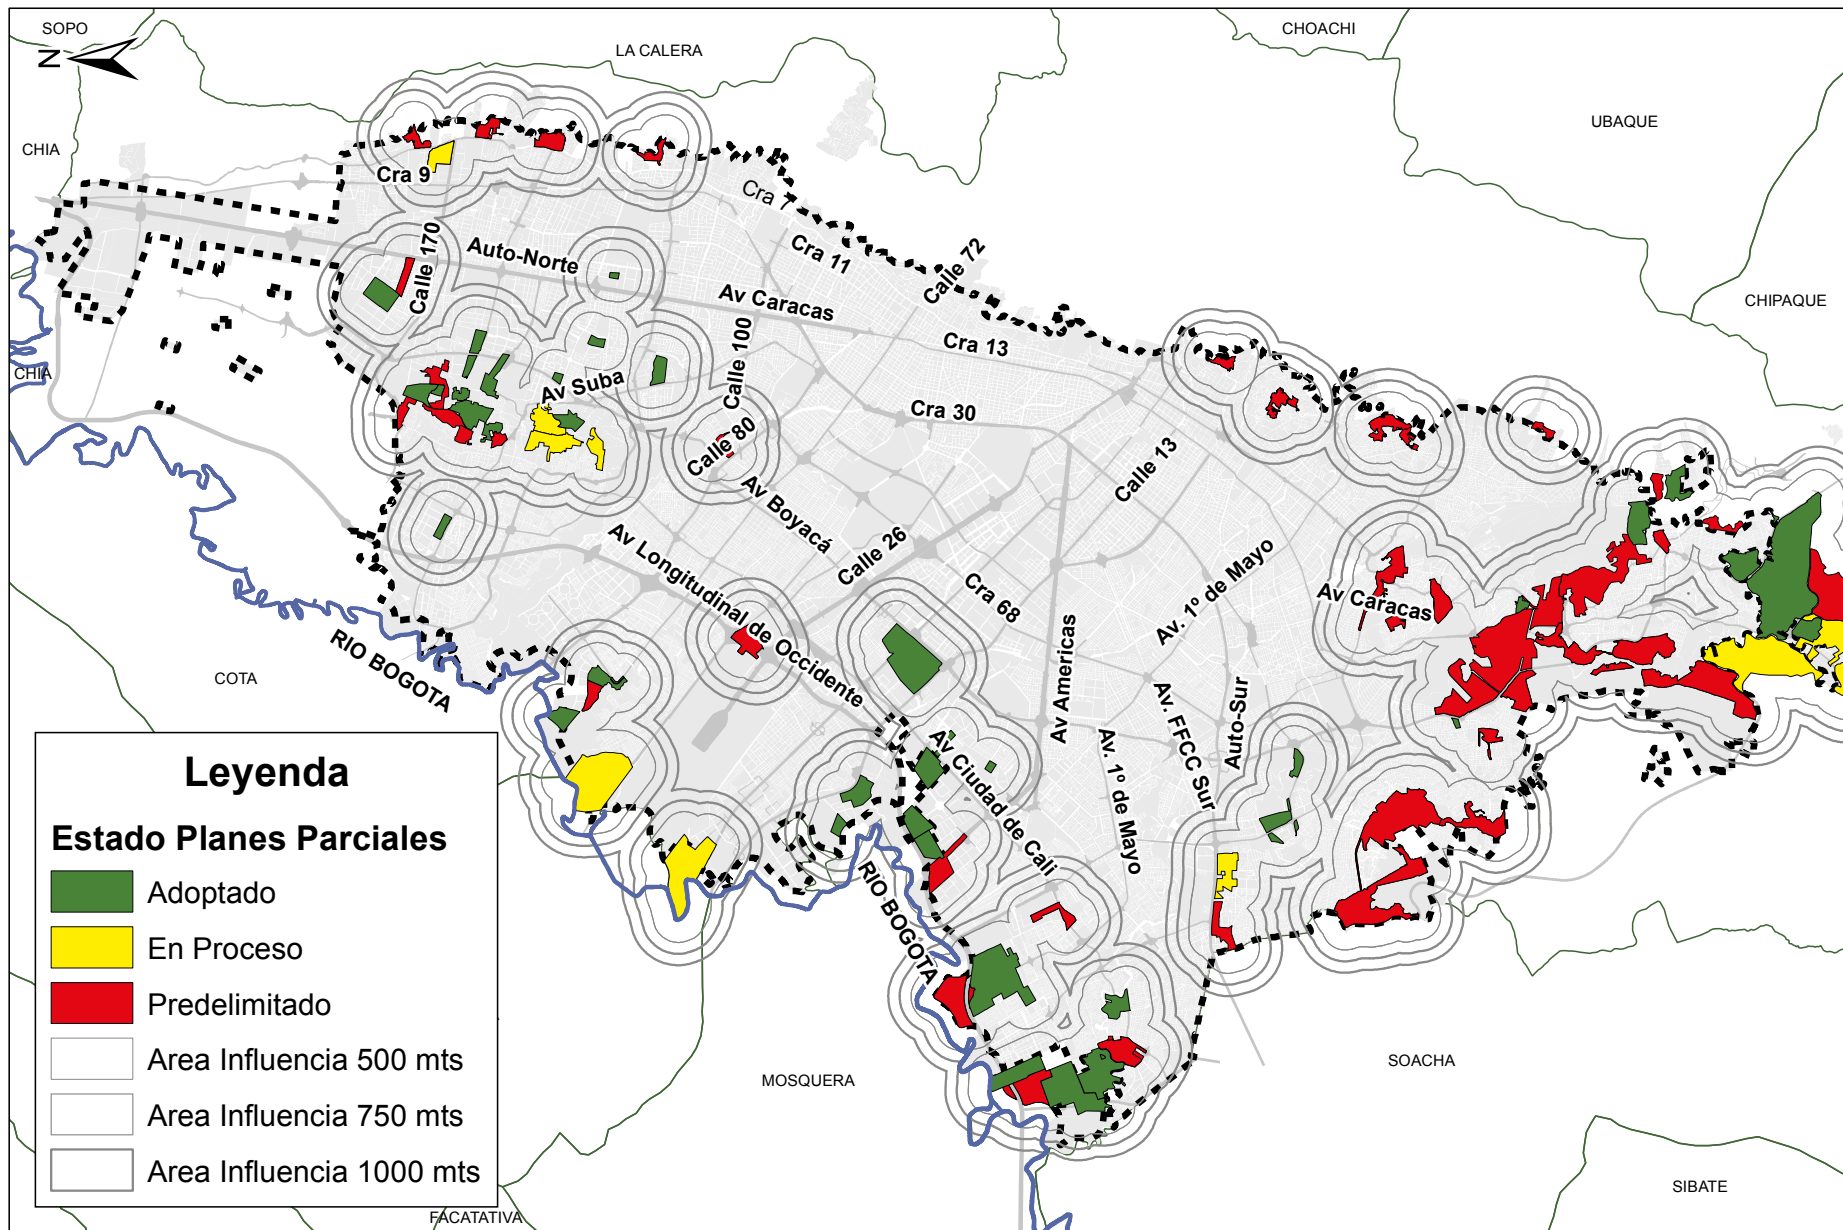 SOPO
N
LA CALERA
CHOACHI
UBAQUE
CHIPAQUE
CHIA
CHIA
Cra 9
Calle 170
Auto-Norte
Cra 7
Cra 11
Calle 72
Av Caracas
Cra 13
Calle 100
Av Suba
Cra 30
Calle 80
Calle 13
Av Boyacá
Calle 26
Av Longitudinal de Occidente
Cra 68
Av. 1º de Mayo
Av Caracas
Av Americas
Av. FFCC Sur
Auto-Sur
Av. 1º de Mayo
Av Ciudad de Cali
RIO BOGOTA
RIO BOGOTA
COTA
MOSQUERA
SOACHA
SIBATE
FACATATIVA
Leyenda
Estado Planes Parciales
Adoptado
En Proceso
Predelimitado
Area Influencia 500 mts
Area Influencia 750 mts
Area Influencia 1000 mts